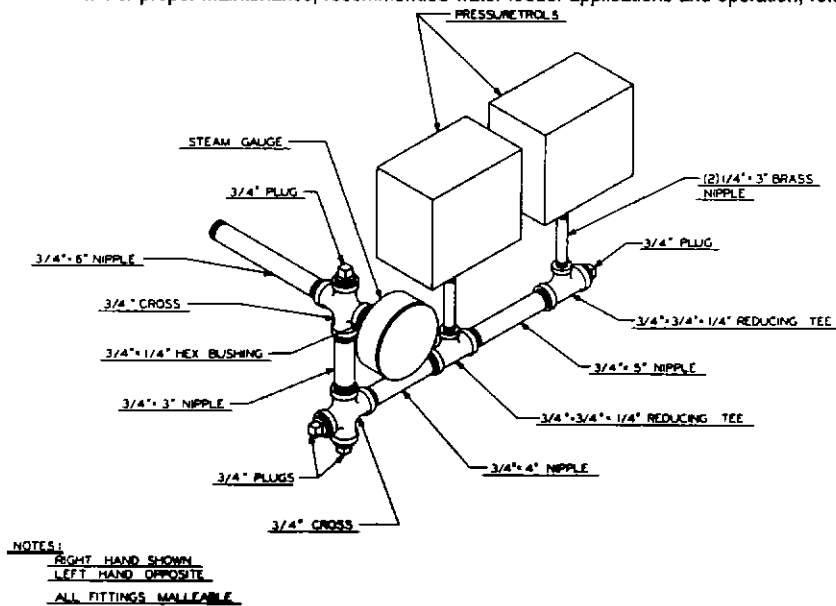 PRESSURETROLS
STEAM GAUGE
3/4" PLUG
(2) 1/4" × 3" BRASS
NIPPLE
3/4" PLUG
3/4" × 6" NIPPLE
3/4" CROSS
3/4" × 3/4" × 1/4" REDUCING TEE
3/4" × 1/4" HEX BUSHING
3/4" × 5" NIPPLE
3/4" × 3" NIPPLE
3/4" × 3/4" × 1/4" REDUCING TEE
3/4" PLUGS
3/4" × 4" NIPPLE
3/4" CROSS
NOTES:
RIGHT HAND SHOWN
LEFT HAND OPPOSITE
ALL FITTINGS MALLEABLE